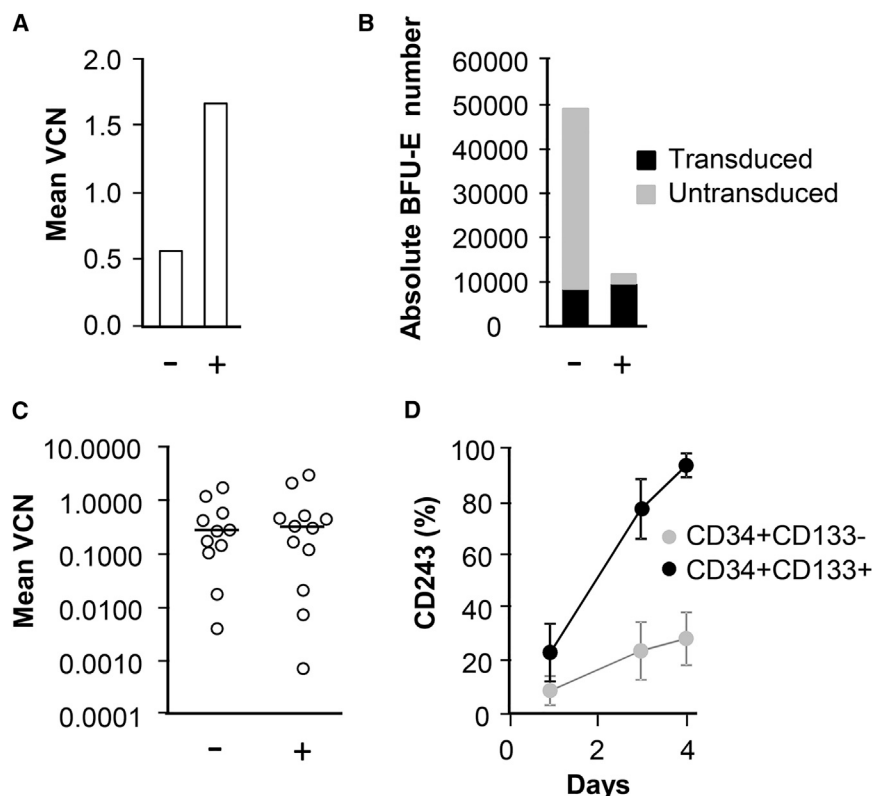 A
Mean VCN
2.0
1.5
1.0
0.5
0.0
- +
B
Absolute BFU-E number
60000
50000
40000
30000
20000
10000
0
- +
Transduced
Untransduced
C
Mean VCN
10.0000
1.0000
0.1000
0.0100
0.0010
0.0001
- +
D
CD243 (%)
100
80
60
40
20
0
0 2 4
Days
CD34+CD133-
CD34+CD133+